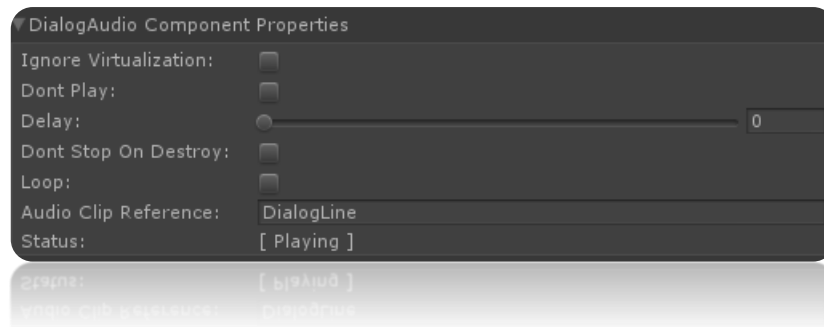 DialogAudio Component Properties
Ignore Virtualization:
Dont Play:
Delay: 0
Dont Stop On Destroy:
Loop:
Audio Clip Reference: DialogLine
Status: [ Playing ]